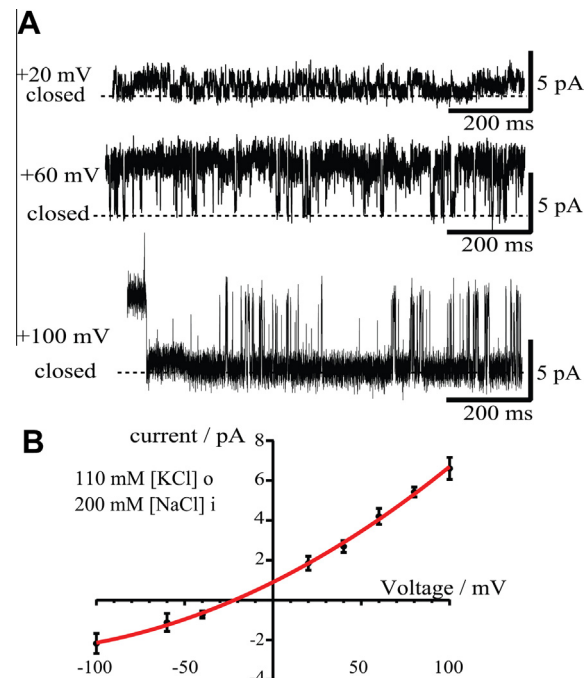 A
+20 mV
closed
5 pA
200 ms
+60 mV
closed
5 pA
200 ms
+100 mV
closed
5 pA
200 ms
B
current / pA
8
110 mM [KCl] o
200 mM [NaCl] i
6
4
2
Voltage / mV
-2
-100
-50
50
100
-4